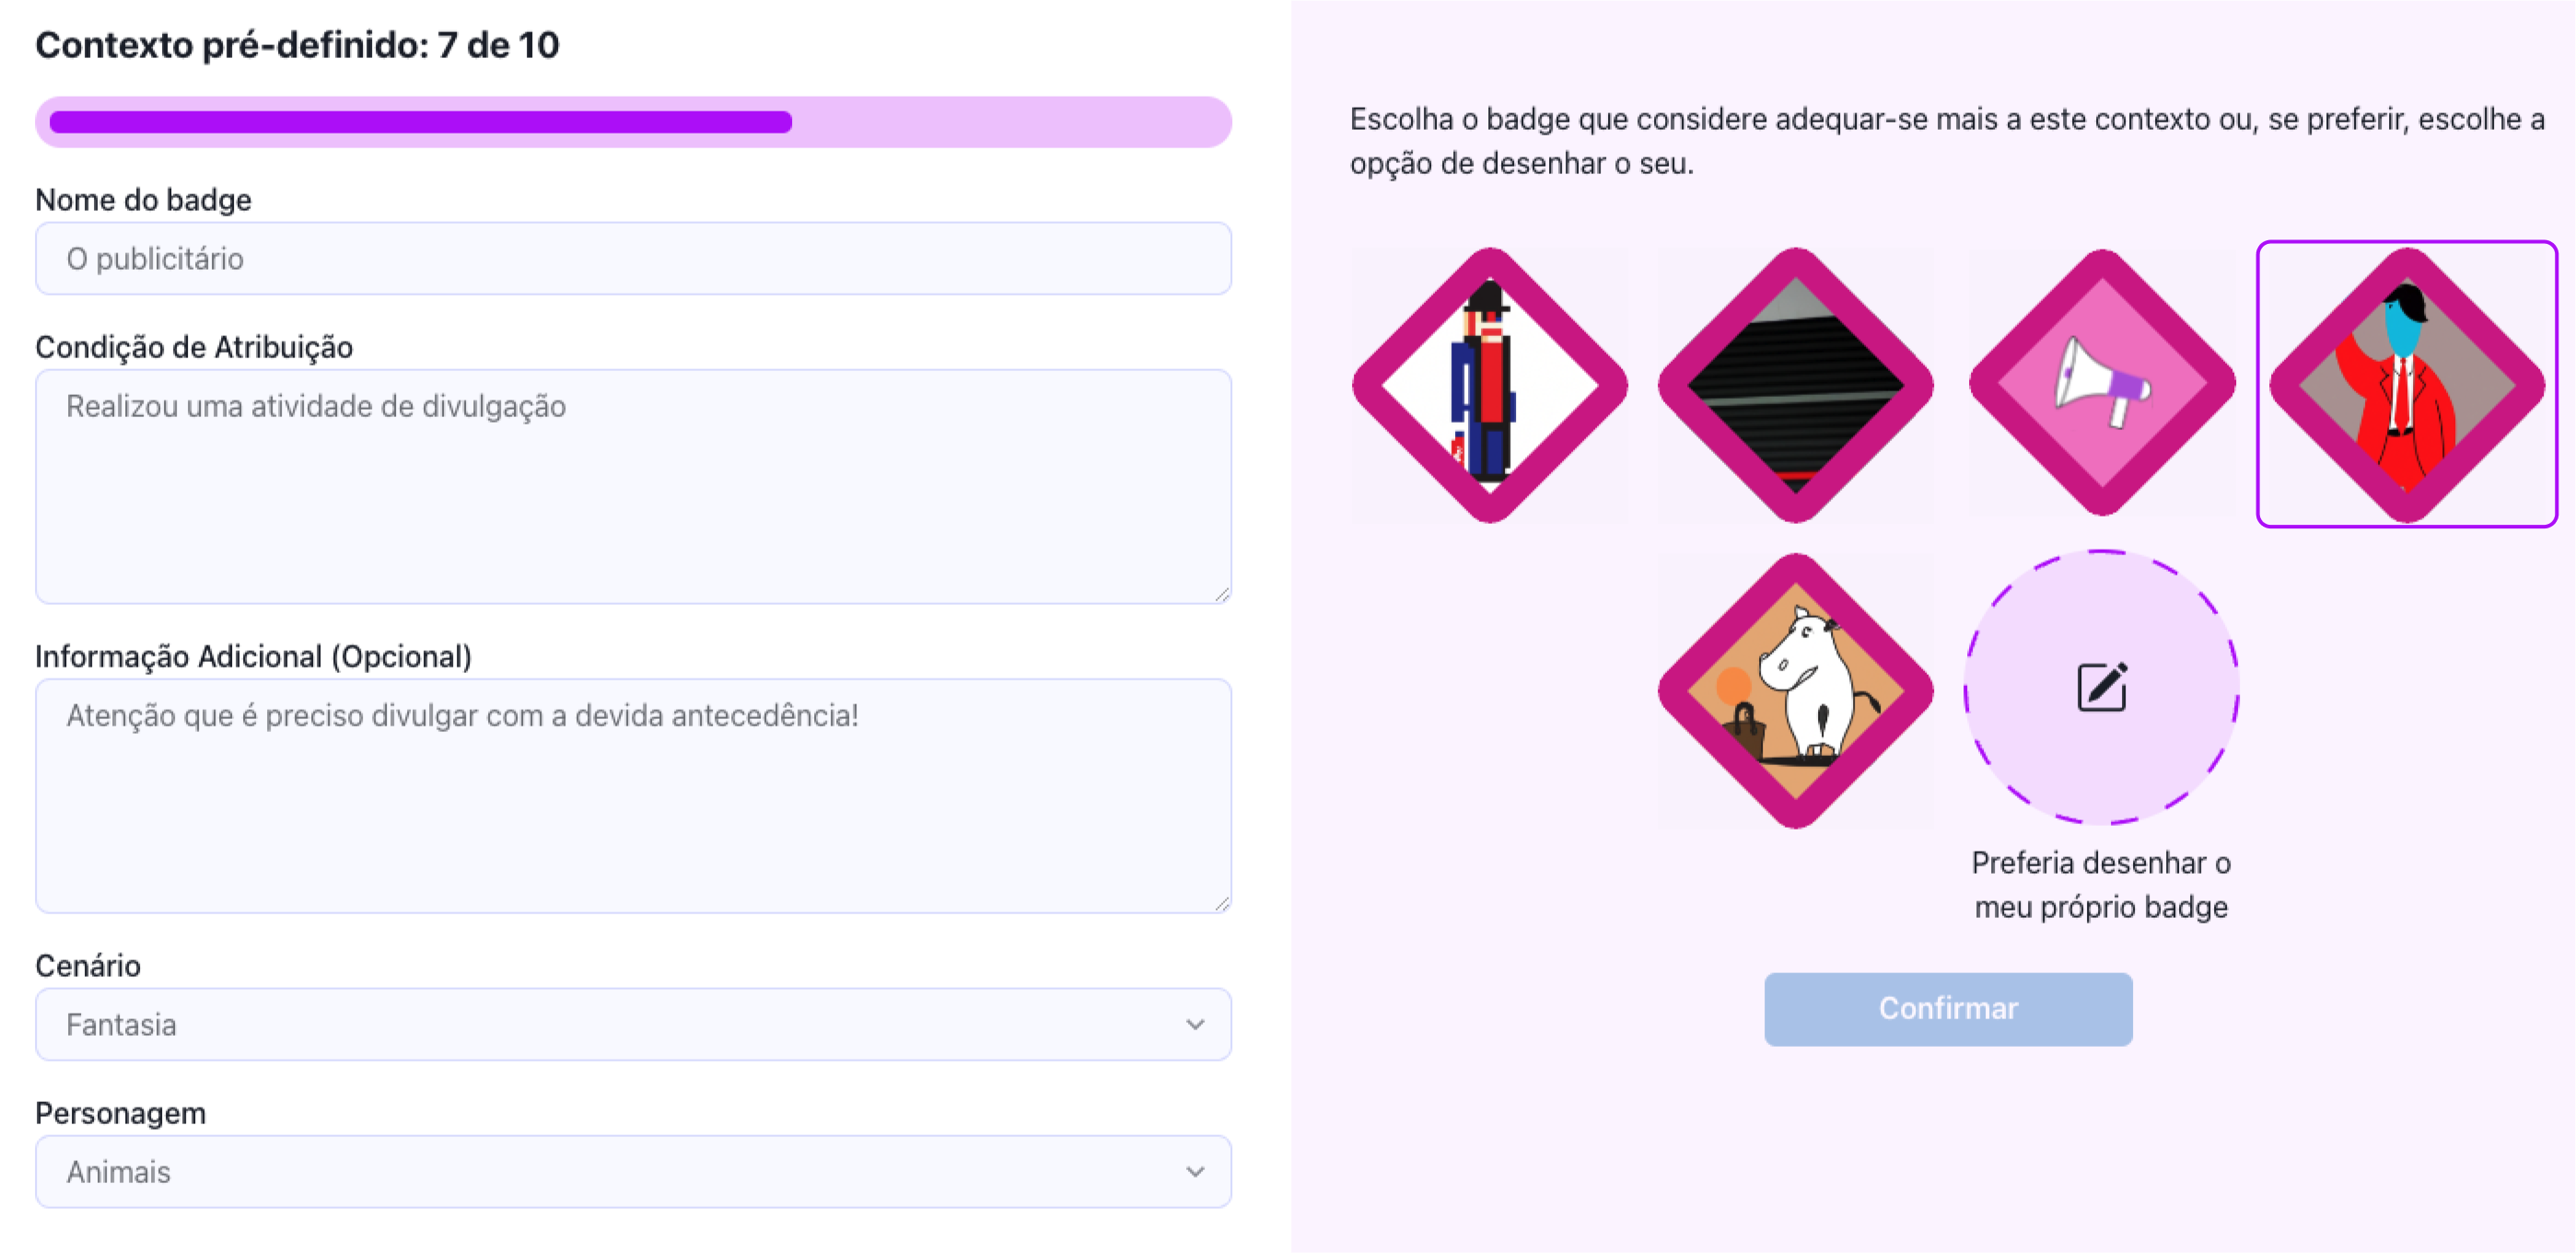 Contexto pré-definido: 7 de 10
Nome do badge
O publicitário
Condição de Atribuição
Realizou uma atividade de divulgação
Informação Adicional (Opcional)
Atenção que é preciso divulgar com a devida antecedência!
Cenário
Fantasia
Personagem
Animais
Escolha o badge que considere adequar-se mais a este contexto ou, se preferir, escolhe a
opção de desenhar o seu.
Preferia desenhar o
meu próprio badge
Confirmar